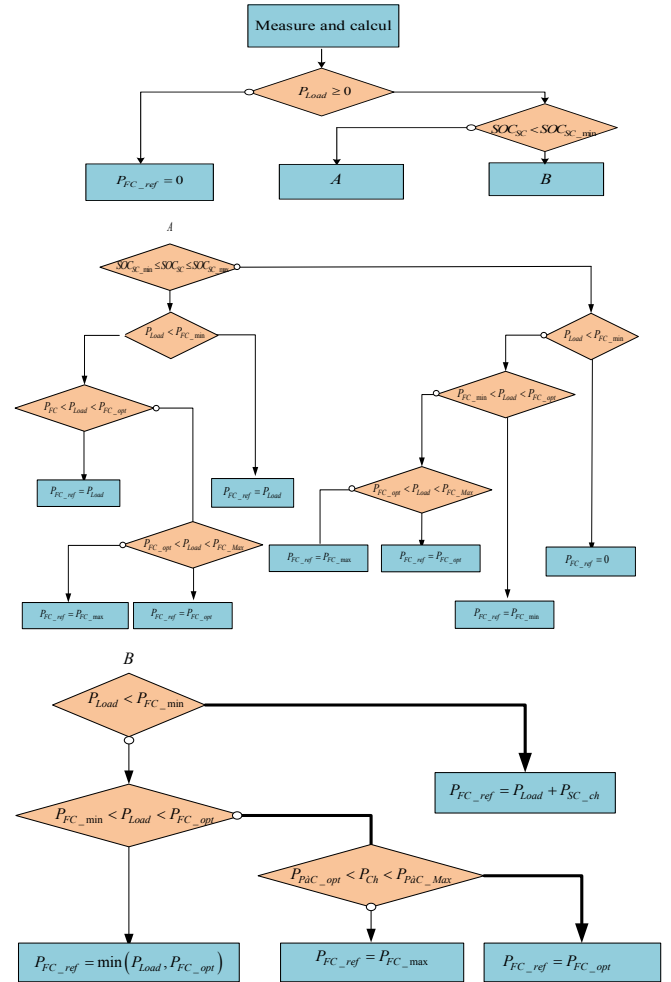 Measure and calcul
P_Load ≥ 0
SOC_SC < SOC_SC_min
P_FC_ref = 0
A
B
A
SOC_SC_min ≤ SOC_SC ≤ SOC_SC_min
P_Load < P_FC_min
P_Load < P_FC_min
P_FC < P_Load < P_FC_opt
P_FC_min < P_Load < P_FC_opt
P_FC_ref = P_Load
P_FC_ref = P_Load
P_FC_opt < P_Load < P_FC_Max
P_FC_opt < P_Load < P_FC_Max
P_FC_ref = P_FC_max
P_FC_ref = P_FC_opt
P_FC_ref = 0
P_FC_ref = P_FC_max
P_FC_ref = P_FC_opt
P_FC_ref = P_FC_min
B
P_Load < P_FC_min
P_FC_ref = P_Load + P_SC_ch
P_FC_min < P_Load < P_FC_opt
P_PàC_opt < P_Ch < P_PàC_Max
P_FC_ref = min(P_Load, P_FC_opt)
P_FC_ref = P_FC_max
P_FC_ref = P_FC_opt